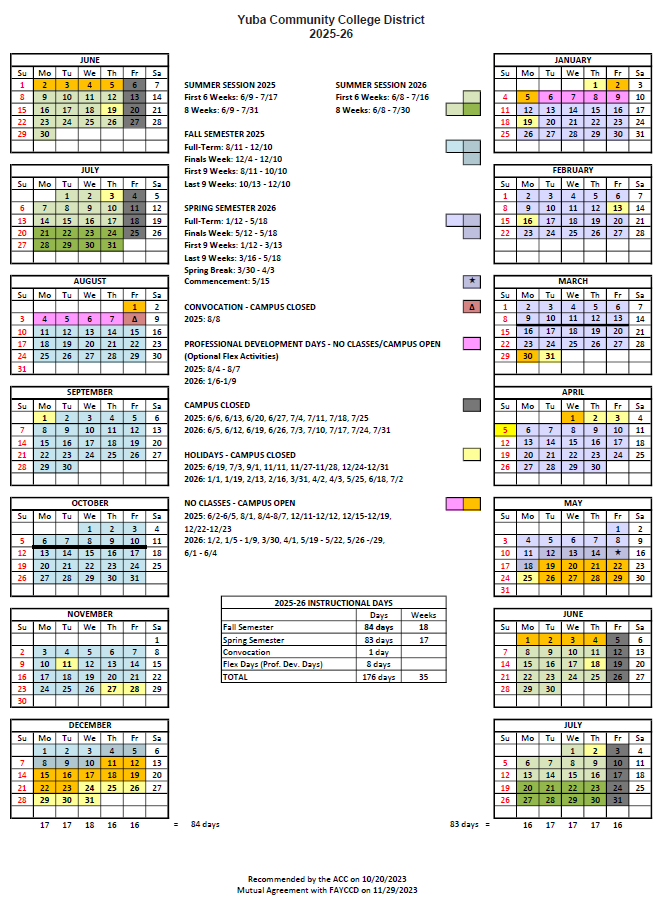 Yuba Community College District
2025-26
JUNE
Su Mo Tu We Th Fr Sa
1 2 3 4 5 6 7
8 9 10 11 12 13 14
15 16 17 18 19 20 21
22 23 24 25 26 27 28
29 30
JULY
Su Mo Tu We Th Fr Sa
1 2 3 4 5
6 7 8 9 10 11 12
13 14 15 16 17 18 19
20 21 22 23 24 25 26
27 28 29 30 31
AUGUST
Su Mo Tu We Th Fr Sa
1 2
3 4 5 6 7 Δ 9
10 11 12 13 14 15 16
17 18 19 20 21 22 23
24 25 26 27 28 29 30
31
SEPTEMBER
Su Mo Tu We Th Fr Sa
1 2 3 4 5 6
7 8 9 10 11 12 13
14 15 16 17 18 19 20
21 22 23 24 25 26 27
28 29 30
OCTOBER
Su Mo Tu We Th Fr Sa
1 2 3 4
5 6 7 8 9 10 11
12 13 14 15 16 17 18
19 20 21 22 23 24 25
26 27 28 29 30 31
NOVEMBER
Su Mo Tu We Th Fr Sa
1
2 3 4 5 6 7 8
9 10 11 12 13 14 15
16 17 18 19 20 21 22
23 24 25 26 27 28 29
30
DECEMBER
Su Mo Tu We Th Fr Sa
1 2 3 4 5 6
7 8 9 10 11 12 13
14 15 16 17 18 19 20
21 22 23 24 25 26 27
28 29 30 31
17 17 18 16 16 = 84 days
SUMMER SESSION 2025 SUMMER SESSION 2026
First 6 Weeks: 6/9 - 7/17 First 6 Weeks: 6/8 - 7/16
8 Weeks: 6/9 - 7/31 8 Weeks: 6/8 - 7/30
FALL SEMESTER 2025
Full-Term: 8/11 - 12/10
Finals Week: 12/4 - 12/10
First 9 Weeks: 8/11 - 10/10
Last 9 Weeks: 10/13 - 12/10
SPRING SEMESTER 2026
Full-Term: 1/12 - 5/18
Finals Week: 5/12 - 5/18
First 9 Weeks: 1/12 - 3/13
Last 9 Weeks: 3/16 - 5/18
Spring Break: 3/30 - 4/3
Commencement: 5/15 ★
CONVOCATION - CAMPUS CLOSED Δ
2025: 8/8
PROFESSIONAL DEVELOPMENT DAYS - NO CLASSES/CAMPUS OPEN
(Optional Flex Activities)
2025: 8/4 - 8/7
2026: 1/6-1/9
CAMPUS CLOSED
2025: 6/6, 6/13, 6/20, 6/27, 7/4, 7/11, 7/18, 7/25
2026: 6/5, 6/12, 6/19, 6/26, 7/3, 7/10, 7/17, 7/24, 7/31
HOLIDAYS - CAMPUS CLOSED
2025: 6/19, 7/3, 9/1, 11/11, 11/27-11/28, 12/24-12/31
2026: 1/1, 1/19, 2/13, 2/16, 3/31, 4/2, 4/3, 5/25, 6/18, 7/2
NO CLASSES - CAMPUS OPEN
2025: 6/2-6/5, 8/1, 8/4-8/7, 12/11-12/12, 12/15-12/19,
12/22-12/23
2026: 1/2, 1/5 - 1/9, 3/30, 4/1, 5/19 - 5/22, 5/26 -/29,
6/1 - 6/4
2025-26 INSTRUCTIONAL DAYS
Days Weeks
Fall Semester 84 days 18
Spring Semester 83 days 17
Convocation 1 day
Flex Days (Prof. Dev. Days) 8 days
TOTAL 176 days 35
JANUARY
Su Mo Tu We Th Fr Sa
1 2 3
4 5 6 7 8 9 10
11 12 13 14 15 16 17
18 19 20 21 22 23 24
25 26 27 28 29 30 31
FEBRUARY
Su Mo Tu We Th Fr Sa
1 2 3 4 5 6 7
8 9 10 11 12 13 14
15 16 17 18 19 20 21
22 23 24 25 26 27 28
MARCH
Su Mo Tu We Th Fr Sa
1 2 3 4 5 6 7
8 9 10 11 12 13 14
15 16 17 18 19 20 21
22 23 24 25 26 27 28
29 30 31
APRIL
Su Mo Tu We Th Fr Sa
1 2 3 4
5 6 7 8 9 10 11
12 13 14 15 16 17 18
19 20 21 22 23 24 25
26 27 28 29 30
MAY
Su Mo Tu We Th Fr Sa
1 2
3 4 5 6 7 8 9
10 11 12 13 14 ★ 16
17 18 19 20 21 22 23
24 25 26 27 28 29 30
31
JUNE
Su Mo Tu We Th Fr Sa
1 2 3 4 5 6
7 8 9 10 11 12 13
14 15 16 17 18 19 20
21 22 23 24 25 26 27
28 29 30
JULY
Su Mo Tu We Th Fr Sa
1 2 3 4
5 6 7 8 9 10 11
12 13 14 15 16 17 18
19 20 21 22 23 24 25
26 27 28 29 30 31
83 days = 16 17 17 17 16
Recommended by the ACC on 10/20/2023
Mutual Agreement with FAYCCD on 11/29/2023